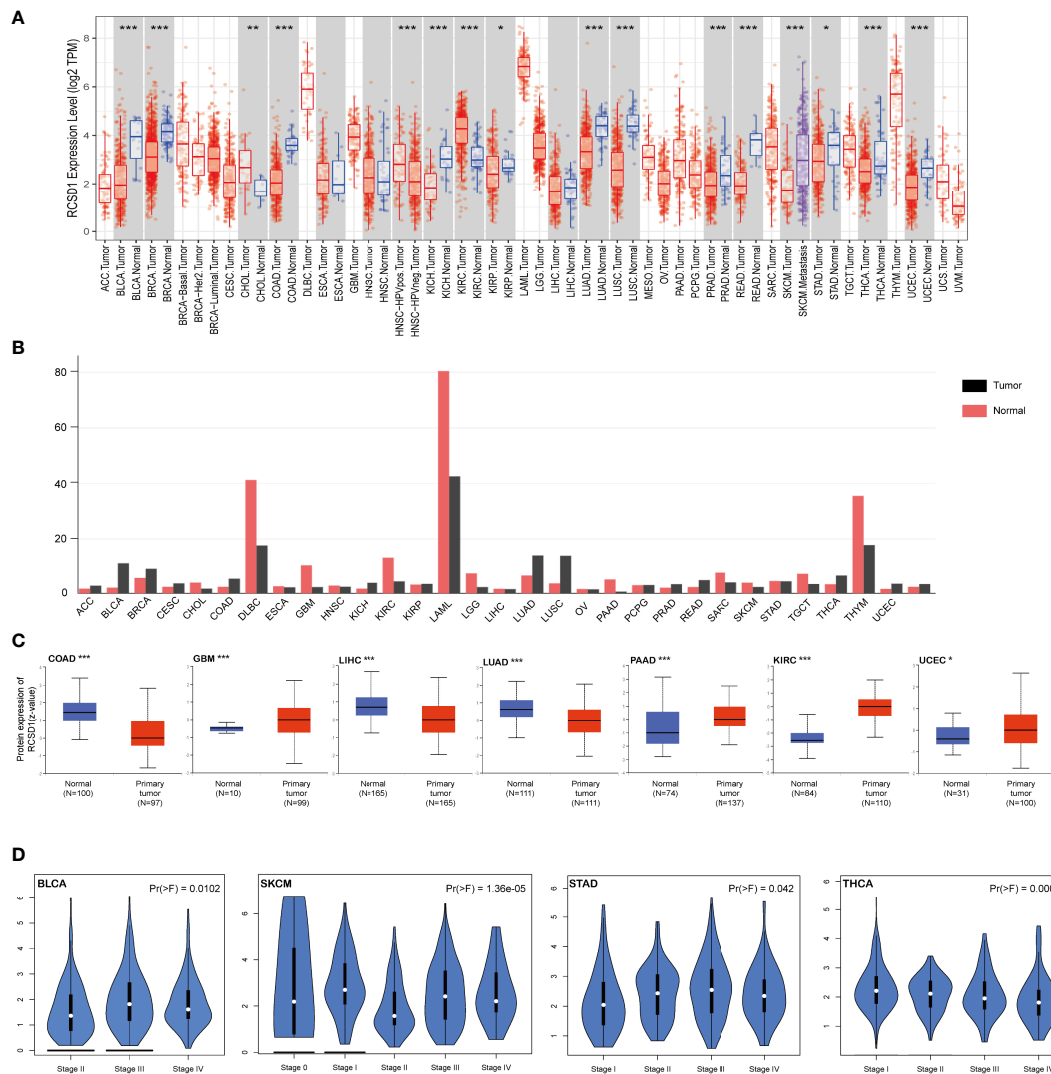 A
RCSD1 Expression Level (log2 TPM)
8
6
4
2
0
** *** ** *** *** *** *** * *** *** *** *** *** * *** ***
ACC.Tumor
BLCA.Tumor
BLCA.Normal
BRCA.Tumor
BRCA.Normal
BRCA-Basal.Tumor
BRCA-Her2.Tumor
BRCA-Luminal.Tumor
CESC.Tumor
CHOL.Tumor
CHOL.Normal
COAD.Tumor
COAD.Normal
DLBC.Tumor
ESCA.Tumor
ESCA.Normal
GBM.Tumor
HNSC.Tumor
HNSC.Normal
HNSC-HPVpos.Tumor
HNSC-HPVneg.Tumor
KICH.Tumor
KICH.Normal
KIRC.Tumor
KIRC.Normal
KIRP.Tumor
KIRP.Normal
LAML.Tumor
LGG.Tumor
LIHC.Tumor
LIHC.Normal
LUAD.Tumor
LUAD.Normal
LUSC.Tumor
LUSC.Normal
MESO.Tumor
OV.Tumor
PAAD.Tumor
PCPG.Tumor
PRAD.Tumor
PRAD.Normal
READ.Tumor
READ.Normal
SARC.Tumor
SKCM.Tumor
SKCM.Metastasis
STAD.Tumor
STAD.Normal
TGCT.Tumor
THCA.Tumor
THCA.Normal
THYM.Tumor
UCEC.Tumor
UCEC.Normal
UCS.Tumor
UVM.Tumor
B
80
60
40
20
0
Tumor
Normal
ACC
BLCA
BRCA
CESC
CHOL
COAD
DLBC
ESCA
GBM
HNSC
KICH
KIRC
KIRP
LAML
LGG
LIHC
LUAD
LUSC
OV
PAAD
PCPG
PRAD
READ
SARC
SKCM
STAD
TGCT
THCA
THYM
UCEC
C
Protein expression of
RCSD1(z-value)
COAD ***
Normal
(N=100)
Primary
tumor
(N=97)
GBM ***
Normal
(N=10)
Primary
tumor
(N=99)
LIHC ***
Normal
(N=165)
Primary
tumor
(N=165)
LUAD ***
Normal
(N=111)
Primary
tumor
(N=111)
PAAD ***
Normal
(N=74)
Primary
tumor
(N=137)
KIRC ***
Normal
(N=84)
Primary
tumor
(N=110)
UCEC *
Normal
(N=31)
Primary
tumor
(N=100)
D
BLCA
Pr(>F) = 0.0102
6
5
4
3
2
1
0
Stage II
Stage III
Stage IV
SKCM
Pr(>F) = 1.36e-05
6
4
2
0
Stage 0
Stage I
Stage II
Stage III
Stage IV
STAD
Pr(>F) = 0.042
6
5
4
3
2
1
Stage I
Stage II
Stage III
Stage IV
THCA
Pr(>F) = 0.000
6
5
4
3
2
1
Stage I
Stage II
Stage III
Stage IV